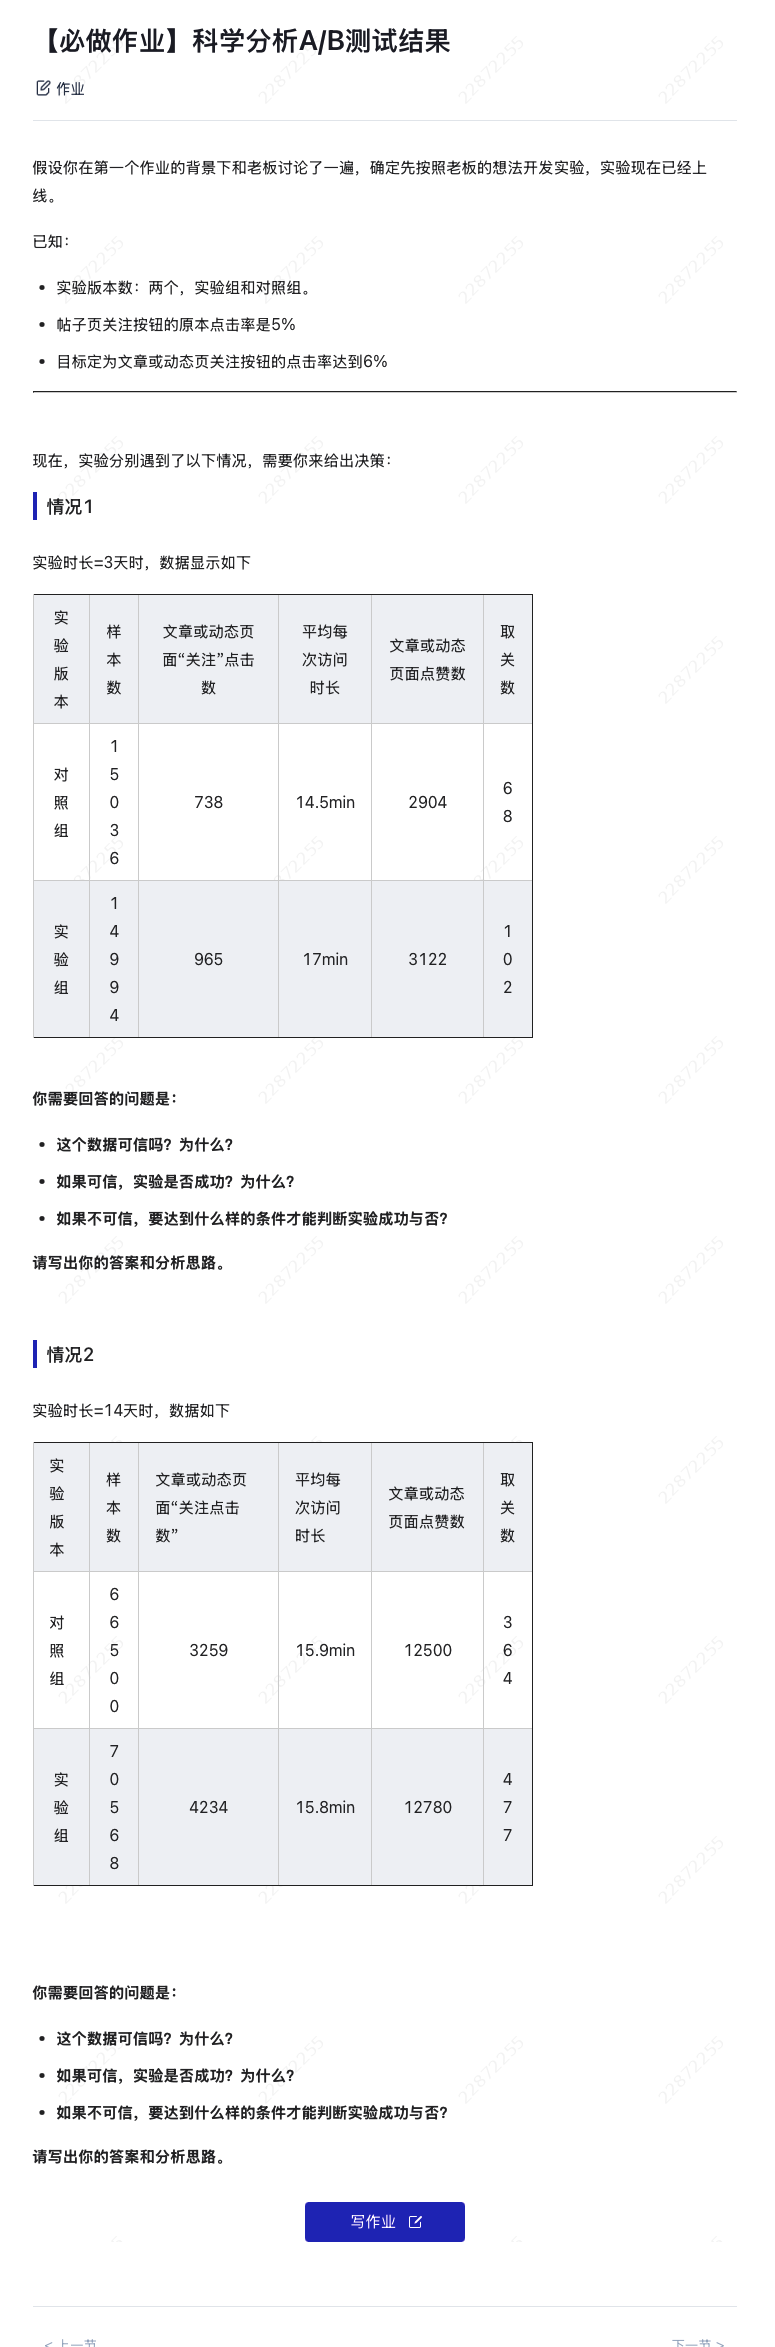 【必做作业】科学分析A/B测试结果
作业
假设你在第一个作业的背景下和老板讨论了一遍，确定先按照老板的想法开发实验，实验现在已经上
线。
已知：
• 实验版本数：两个，实验组和对照组。
• 帖子页关注按钮的原本点击率是5%
• 目标定为文章或动态页关注按钮的点击率达到6%
现在，实验分别遇到了以下情况，需要你来给出决策：
情况1
实验时长=3天时，数据显示如下
实验版本 样本数 文章或动态页面“关注”点击数 平均每次访问时长 文章或动态页面点赞数 取关数
对照组 15036 738 14.5min 2904 68
实验组 14994 965 17min 3122 102
你需要回答的问题是：
• 这个数据可信吗？为什么？
• 如果可信，实验是否成功？为什么？
• 如果不可信，要达到什么样的条件才能判断实验成功与否？
请写出你的答案和分析思路。
情况2
实验时长=14天时，数据如下
实验版本 样本数 文章或动态页面“关注点击数” 平均每次访问时长 文章或动态页面点赞数 取关数
对照组 66500 3259 15.9min 12500 364
实验组 70568 4234 15.8min 12780 477
你需要回答的问题是：
• 这个数据可信吗？为什么？
• 如果可信，实验是否成功？为什么？
• 如果不可信，要达到什么样的条件才能判断实验成功与否？
请写出你的答案和分析思路。
写作业
< 上一节 下一节 >
22872255